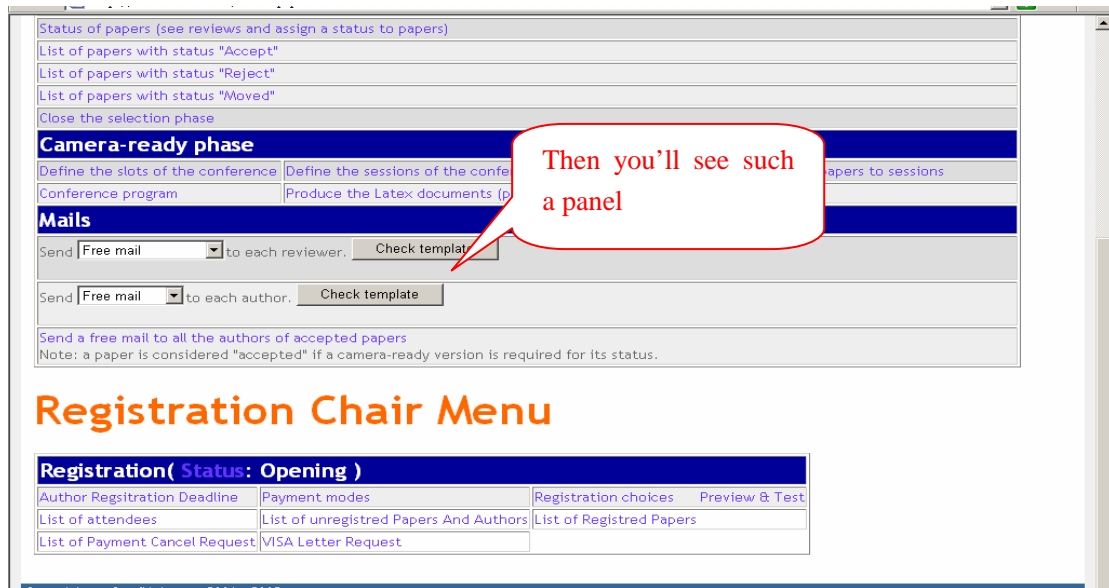 Status of papers (see reviews and assign a status to papers)
List of papers with status "Accept"
List of papers with status "Reject"
List of papers with status "Moved"
Close the selection phase
Camera-ready phase
Define the slots of the conference Define the sessions of the confe papers to sessions
Conference program Produce the Latex documents (p
Then you'll see such
a panel
Mails
Send Free mail to each reviewer. Check template
Send Free mail to each author. Check template
Send a free mail to all the authors of accepted papers
Note: a paper is considered "accepted" if a camera-ready version is required for its status.
Registration Chair Menu
Registration( Status: Opening )
Author Regsitration Deadline Payment modes Registration choices Preview & Test
List of attendees List of unregistred Papers And Authors List of Registred Papers
List of Payment Cancel Request VISA Letter Request